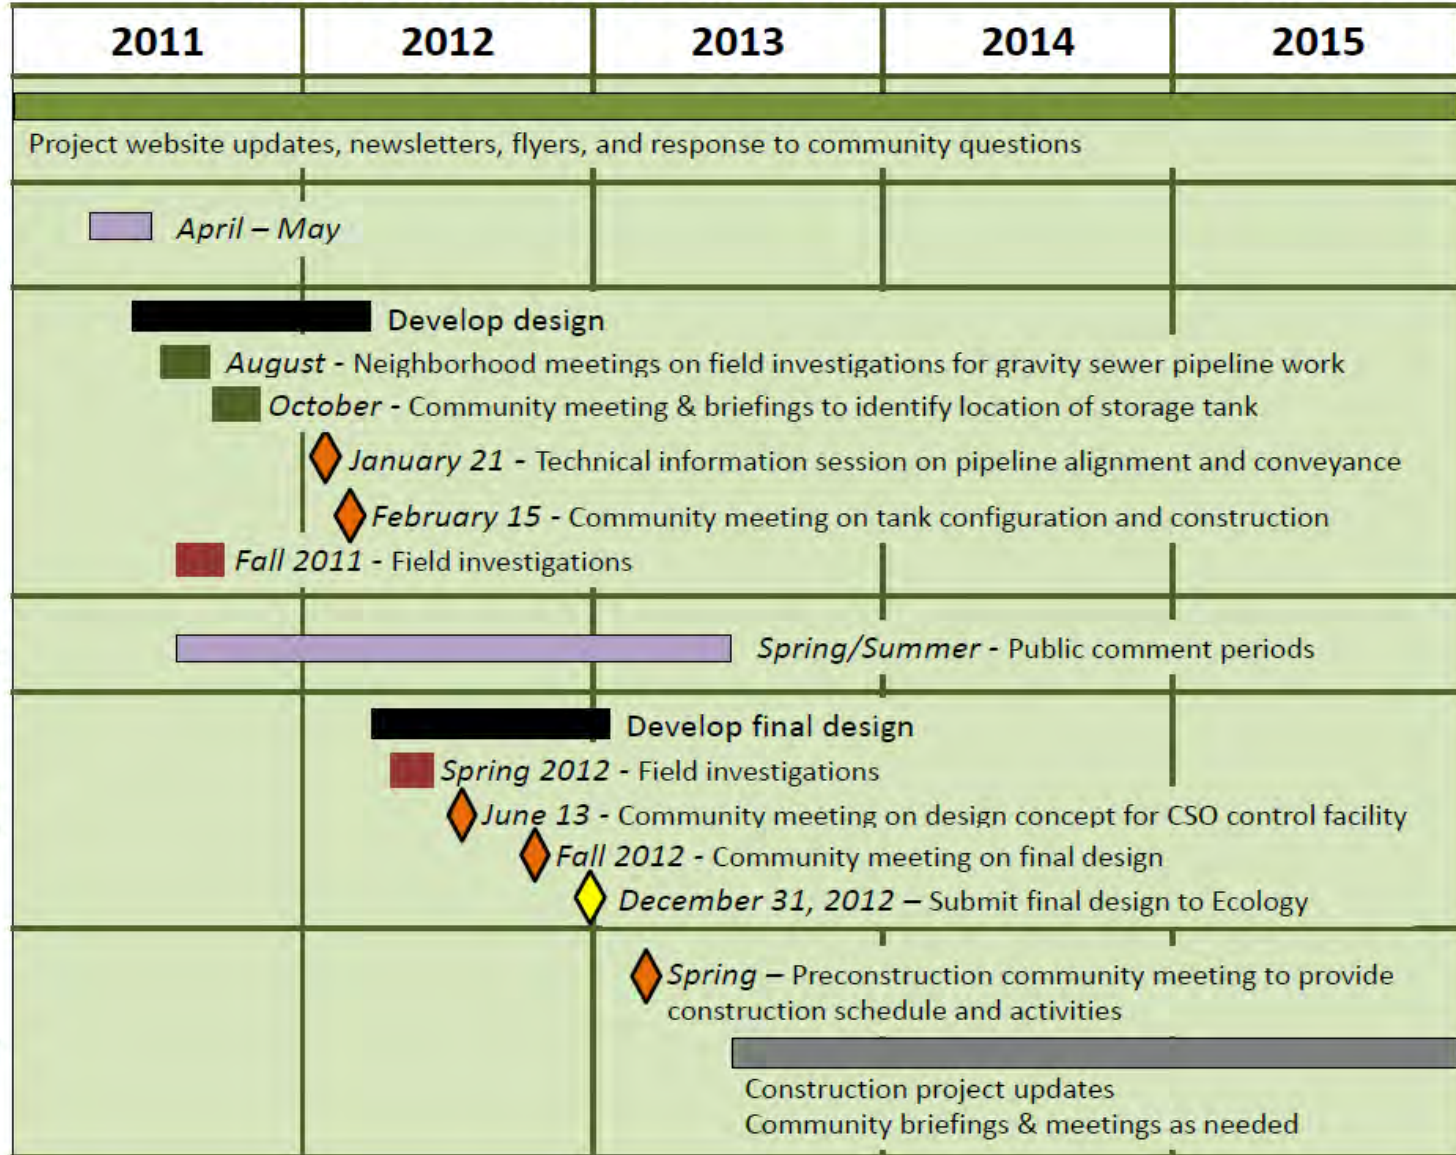 2011 2012 2013 2014 2015
Project website updates, newsletters, flyers, and response to community questions
April – May
Develop design
August - Neighborhood meetings on field investigations for gravity sewer pipeline work
October - Community meeting & briefings to identify location of storage tank
January 21 - Technical information session on pipeline alignment and conveyance
February 15 - Community meeting on tank configuration and construction
Fall 2011 - Field investigations
Spring/Summer - Public comment periods
Develop final design
Spring 2012 - Field investigations
June 13 - Community meeting on design concept for CSO control facility
Fall 2012 - Community meeting on final design
December 31, 2012 – Submit final design to Ecology
Spring – Preconstruction community meeting to provide
construction schedule and activities
Construction project updates
Community briefings & meetings as needed